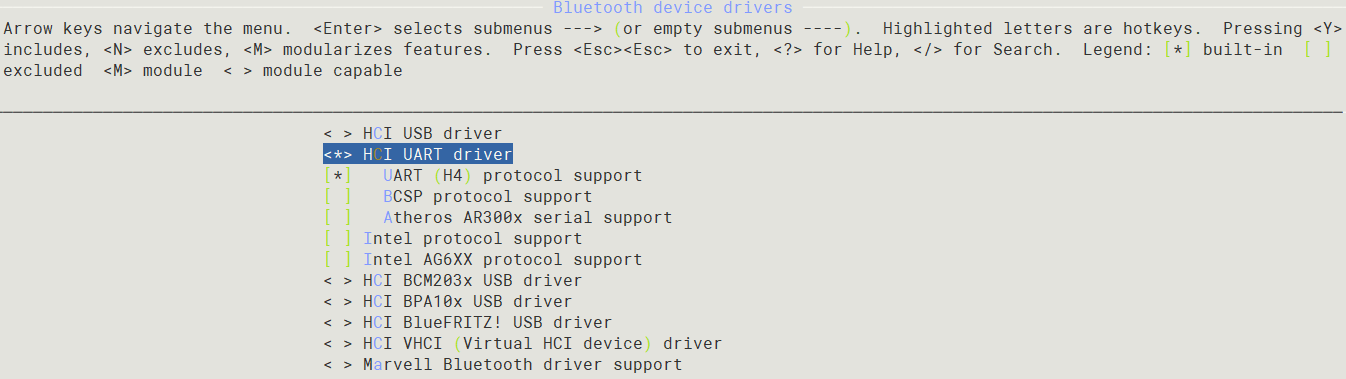 Bluetooth device drivers
Arrow keys navigate the menu.  <Enter> selects submenus ---> (or empty submenus ----).  Highlighted letters are hotkeys.  Pressing <Y>
includes, <N> excludes, <M> modularizes features.  Press <Esc><Esc> to exit, <?> for Help, </> for Search.  Legend: [*] built-in  [ ]
excluded  <M> module  < > module capable
< > HCI USB driver
<*> HCI UART driver
[*]   UART (H4) protocol support
[ ]   BCSP protocol support
[ ]   Atheros AR300x serial support
[ ] Intel protocol support
[ ] Intel AG6XX protocol support
< > HCI BCM203x USB driver
< > HCI BPA10x USB driver
< > HCI BlueFRITZ! USB driver
< > HCI VHCI (Virtual HCI device) driver
< > Marvell Bluetooth driver support